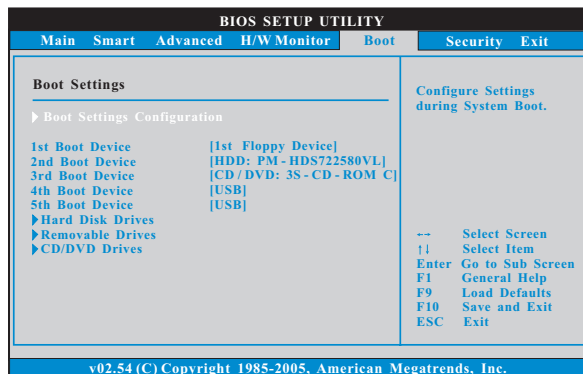 BIOS SETUP UTILITY
Main Smart Advanced H/W Monitor Boot Security Exit
Boot Settings
Boot Settings Configuration
1st Boot Device [1st Floppy Device]
2nd Boot Device [HDD: PM - HDS722580VL]
3rd Boot Device [CD / DVD: 3S - CD - ROM C]
4th Boot Device [USB]
5th Boot Device [USB]
Hard Disk Drives
Removable Drives
CD/DVD Drives
Configure Settings
during System Boot.
←→ Select Screen
↑↓ Select Item
Enter Go to Sub Screen
F1 General Help
F9 Load Defaults
F10 Save and Exit
ESC Exit
v02.54 (C) Copyright 1985-2005, American Megatrends, Inc.